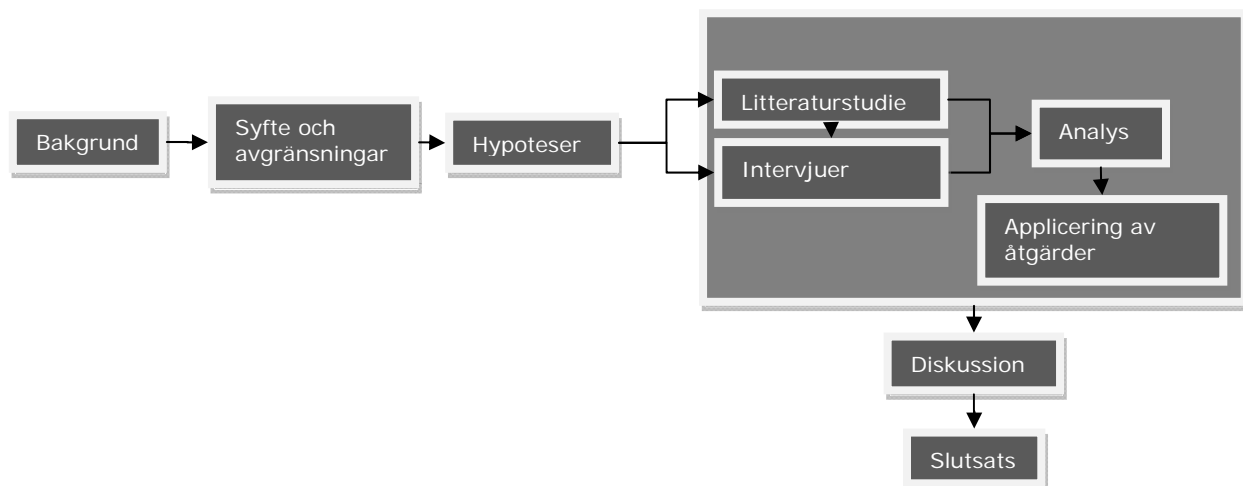 Bakgrund
Syfte och
avgränsningar
Hypoteser
Litteraturstudie
Intervjuer
Analys
Applicering av
åtgärder
Diskussion
Slutsats